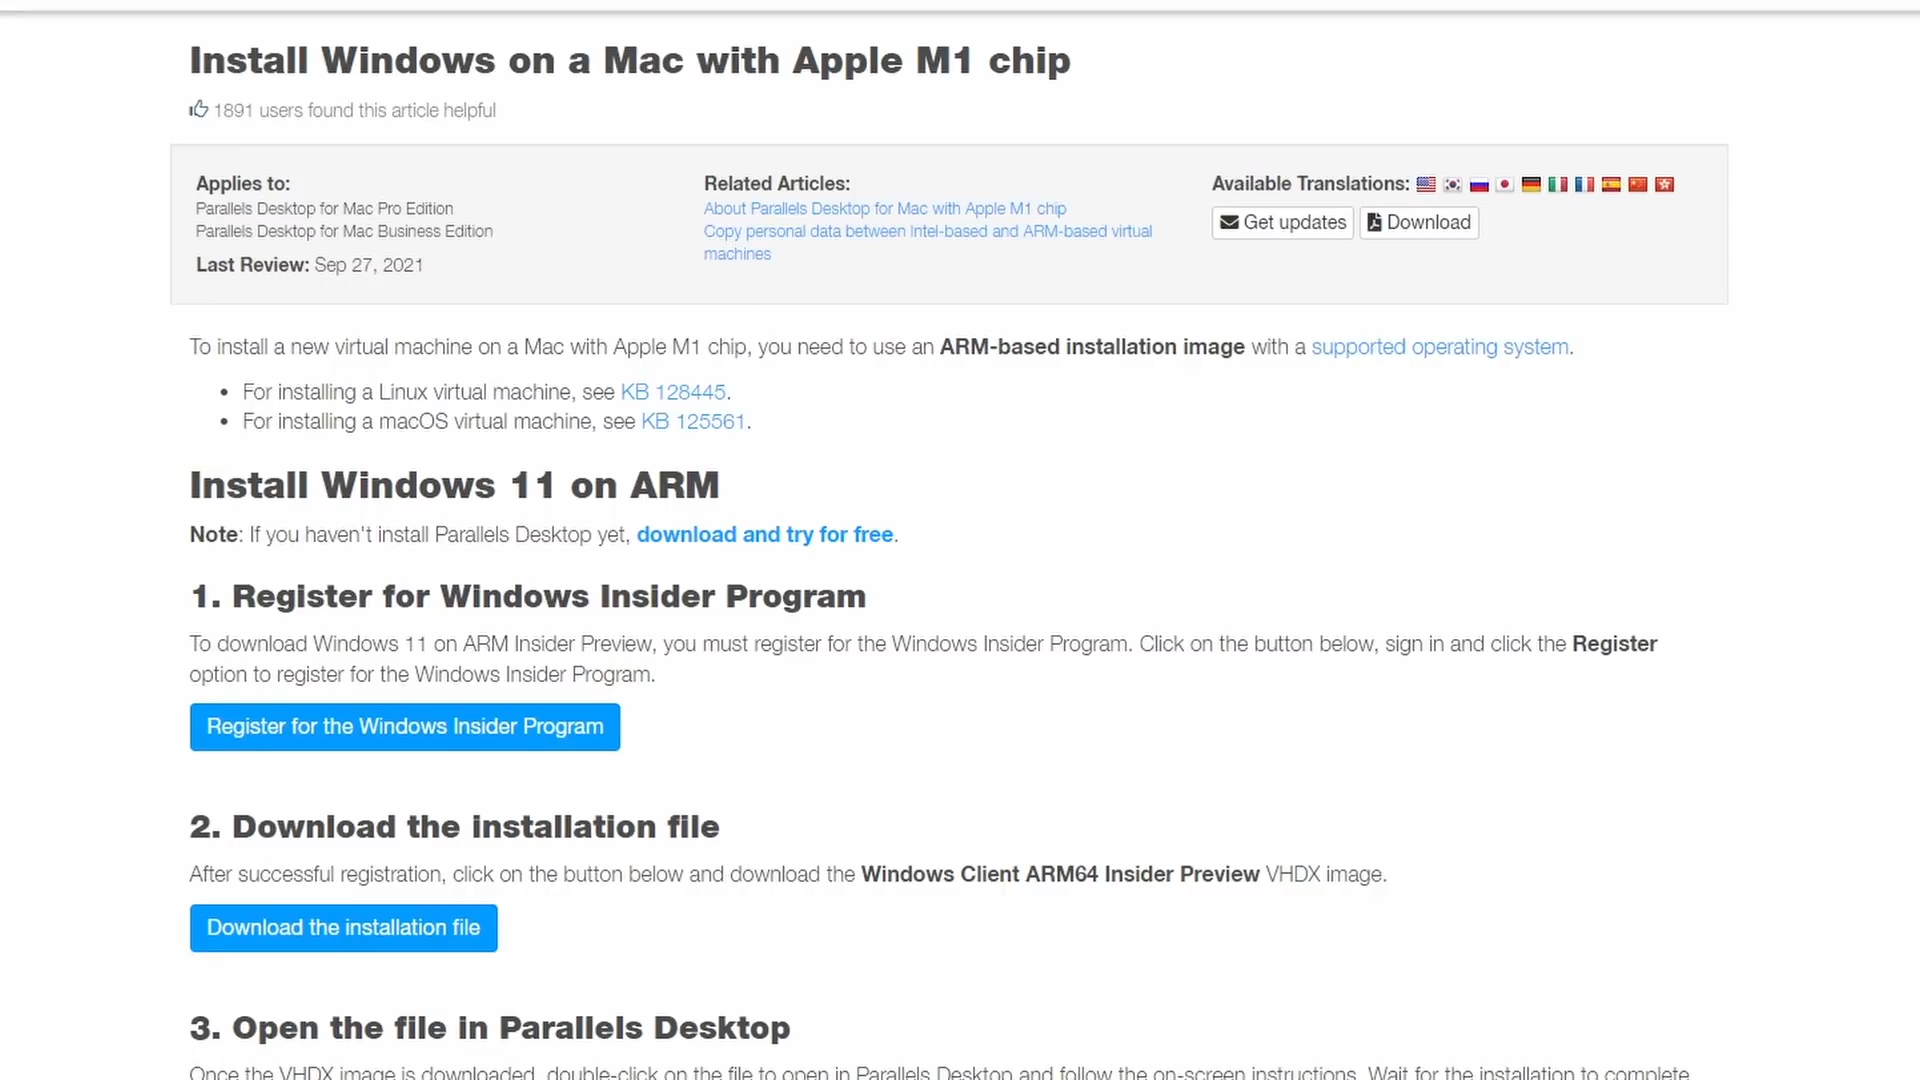 Install Windows on a Mac with Apple M1 chip
1891 users found this article helpful
Applies to:
Parallels Desktop for Mac Pro Edition
Parallels Desktop for Mac Business Edition
Last Review: Sep 27, 2021
Related Articles:
About Parallels Desktop for Mac with Apple M1 chip
Copy personal data between Intel-based and ARM-based virtual
machines
Available Translations:
Get updates
Download
To install a new virtual machine on a Mac with Apple M1 chip, you need to use an ARM-based installation image with a supported operating system.
• For installing a Linux virtual machine, see KB 128445.
• For installing a macOS virtual machine, see KB 125561.
Install Windows 11 on ARM
Note: If you haven't install Parallels Desktop yet, download and try for free.
1. Register for Windows Insider Program
To download Windows 11 on ARM Insider Preview, you must register for the Windows Insider Program. Click on the button below, sign in and click the Register
option to register for the Windows Insider Program.
Register for the Windows Insider Program
2. Download the installation file
After successful registration, click on the button below and download the Windows Client ARM64 Insider Preview VHDX image.
Download the installation file
3. Open the file in Parallels Desktop
Once the VHDX image is downloaded, double-click on the file to open in Parallels Desktop and follow the on-screen instructions. Wait for the installation to complete